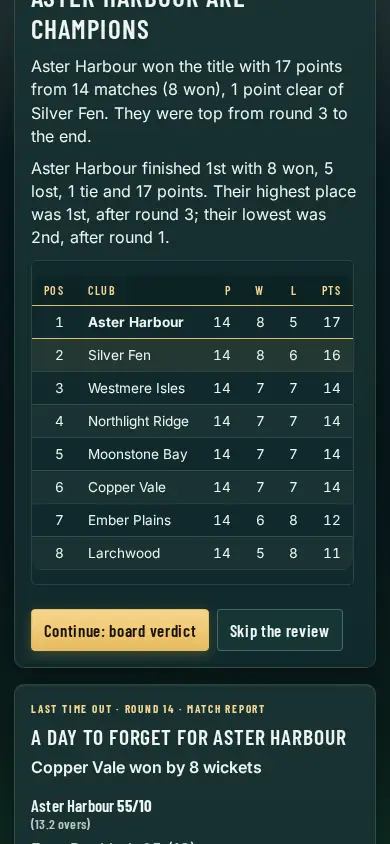 ASTER HARBOUR ARE
CHAMPIONS
Aster Harbour won the title with 17 points
from 14 matches (8 won), 1 point clear of
Silver Fen. They were top from round 3 to
the end.
Aster Harbour finished 1st with 8 won, 5
lost, 1 tie and 17 points. Their highest place
was 1st, after round 3; their lowest was
2nd, after round 1.
POS CLUB P W L PTS
1 Aster Harbour 14 8 5 17
2 Silver Fen 14 8 6 16
3 Westmere Isles 14 7 7 14
4 Northlight Ridge 14 7 7 14
5 Moonstone Bay 14 7 7 14
6 Copper Vale 14 7 7 14
7 Ember Plains 14 6 8 12
8 Larchwood 14 5 8 11
Continue: board verdict Skip the review
LAST TIME OUT · ROUND 14 · MATCH REPORT
A DAY TO FORGET FOR ASTER HARBOUR
Copper Vale won by 8 wickets
Aster Harbour 55/10
(13.2 overs)